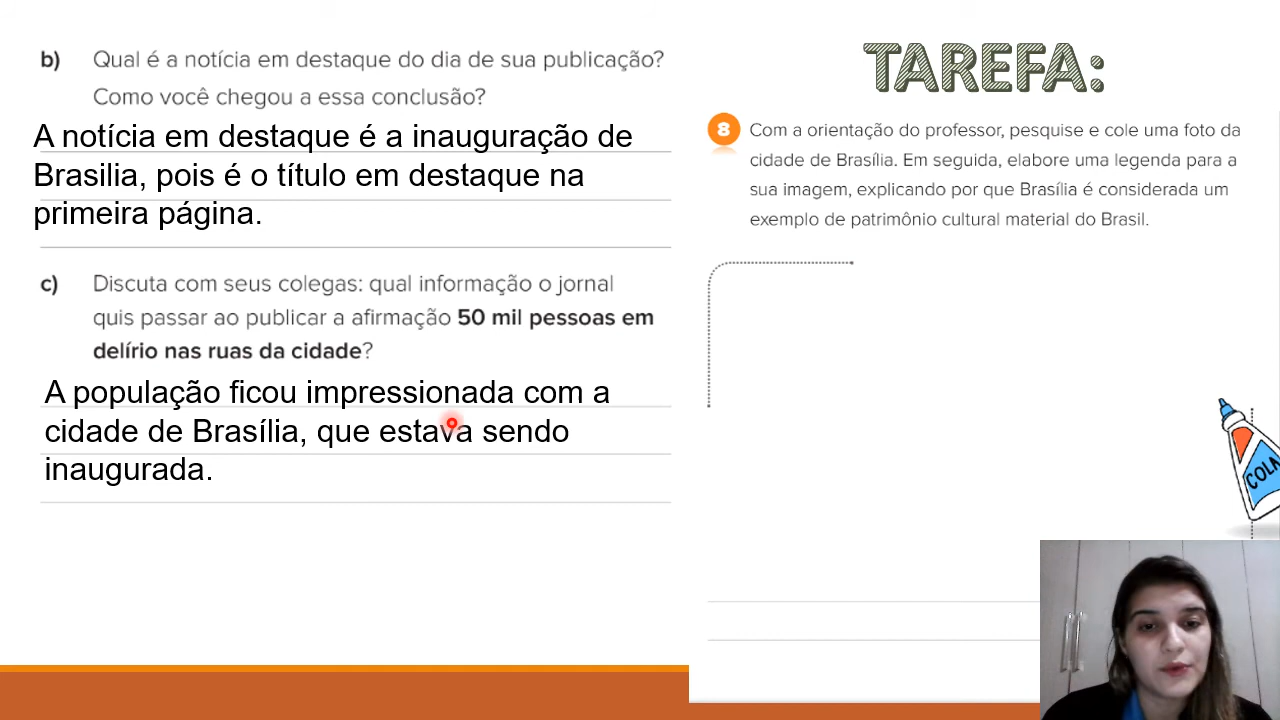 b) Qual é a notícia em destaque do dia de sua publicação?
Como você chegou a essa conclusão?
A notícia em destaque é a inauguração de
Brasilia, pois é o título em destaque na
primeira página.
c) Discuta com seus colegas: qual informação o jornal
quis passar ao publicar a afirmação 50 mil pessoas em
delírio nas ruas da cidade?
A população ficou impressionada com a
cidade de Brasília, que estava sendo
inaugurada.
TAREFA:
8 Com a orientação do professor, pesquise e cole uma foto da
cidade de Brasília. Em seguida, elabore uma legenda para a
sua imagem, explicando por que Brasília é considerada um
exemplo de patrimônio cultural material do Brasil.
COLA